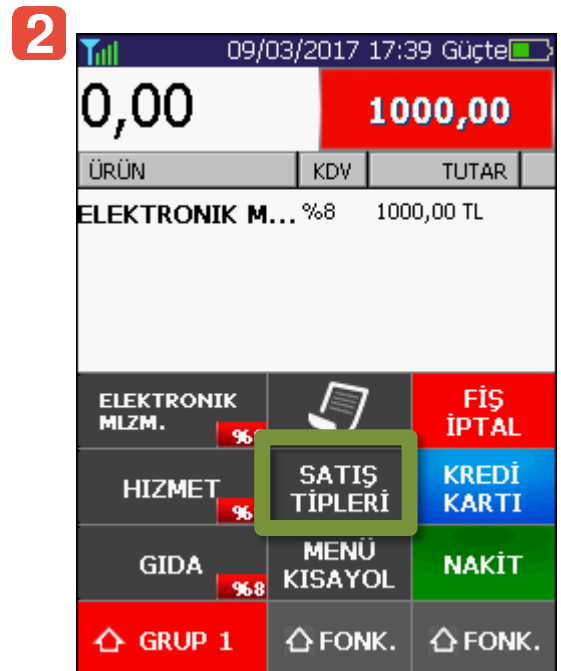 2
09/03/2017 17:39 Güçte
0,00 1000,00
ÜRÜN KDV TUTAR
ELEKTRONIK M... %8 1000,00 TL
ELEKTRONIK
MLZM.
FİŞ
İPTAL
HIZMET
SATIŞ
TİPLERİ
KREDİ
KARTI
GIDA %8
MENÜ
KISAYOL
NAKİT
GRUP 1 FONK. FONK.